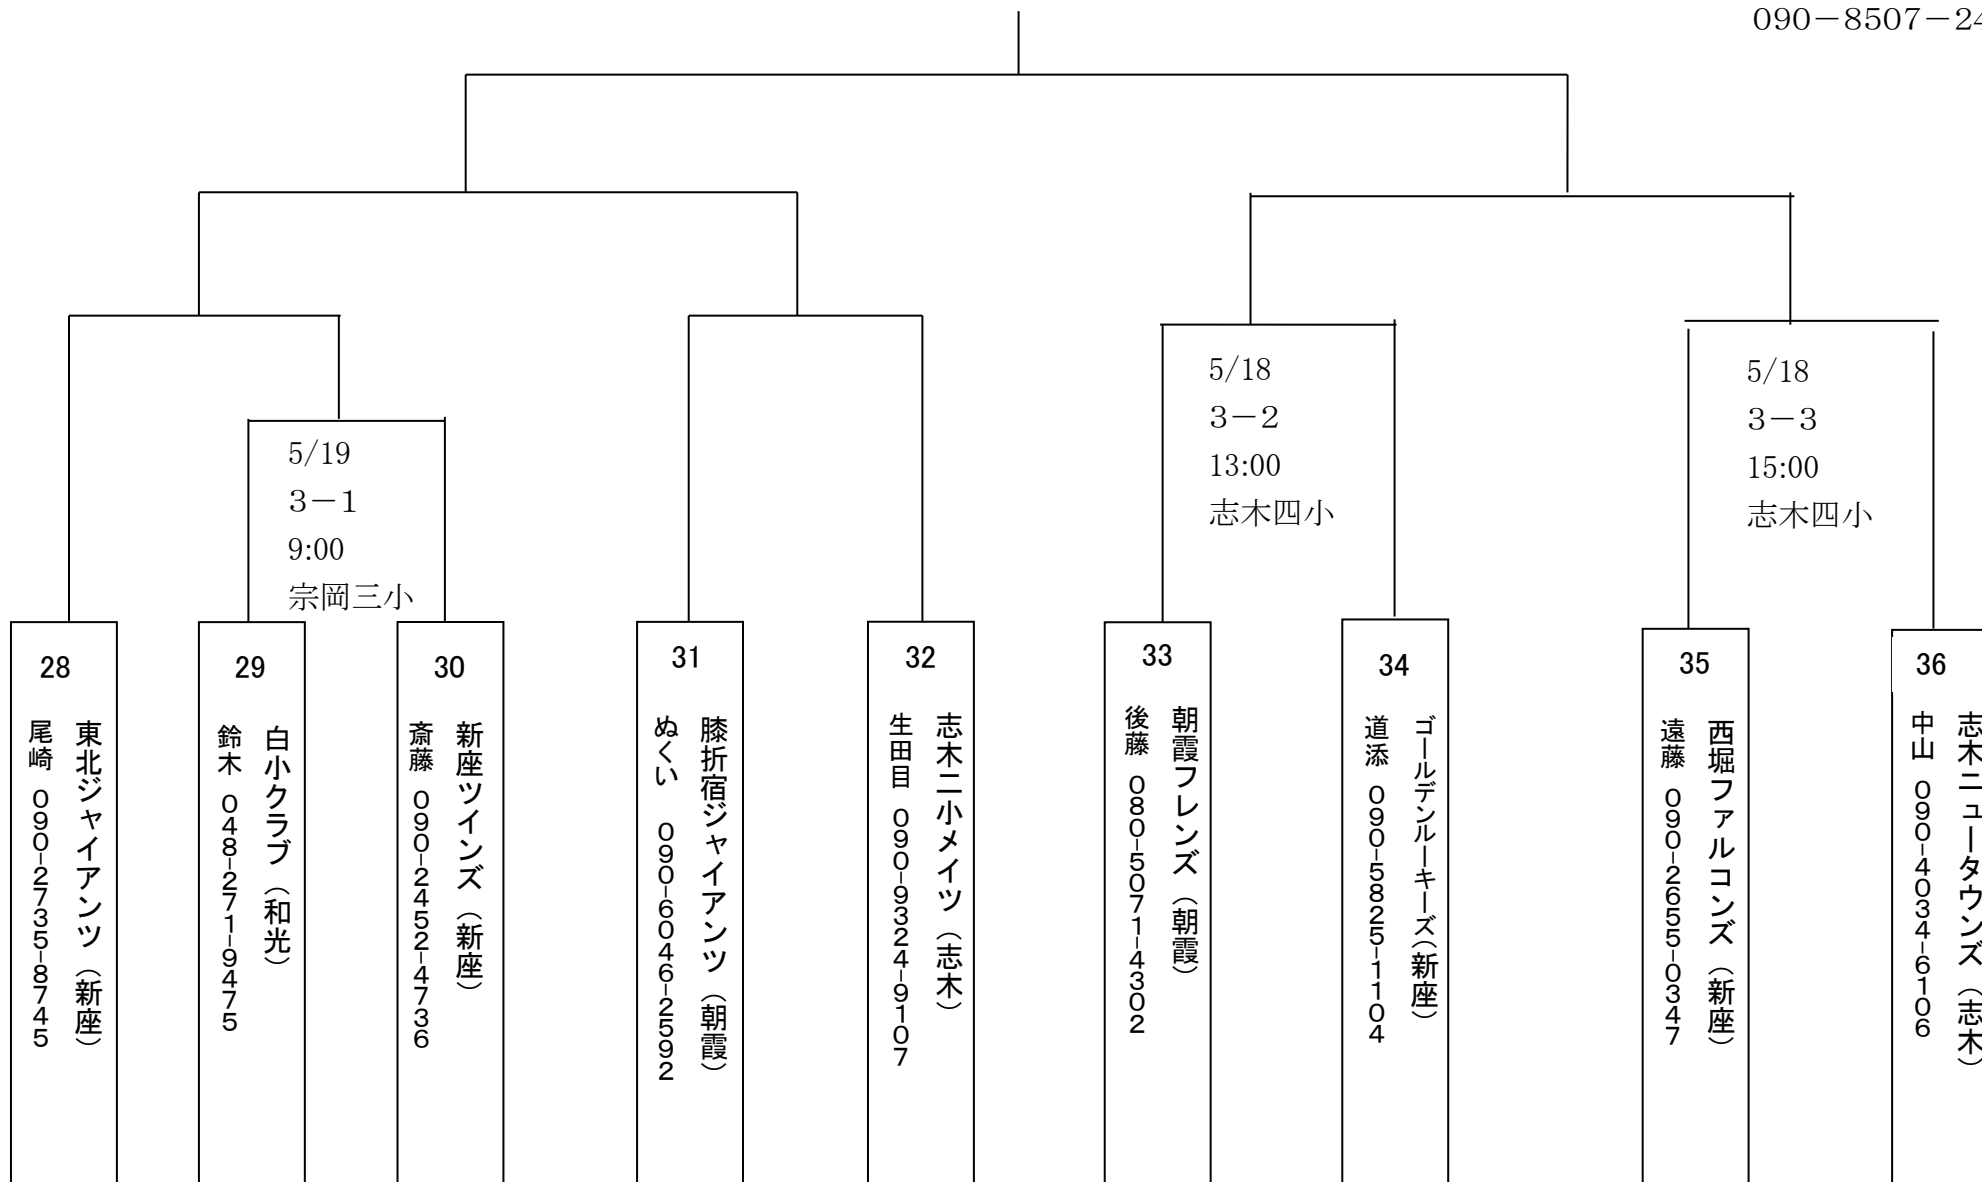 090－8507－24
5/18
３－２
13:00
志木四小
5/18
３－３
15:00
志木四小
5/19
３－１
9:00
宗岡三小
28
東北ジャイアンツ（新座）
尾崎 090-2735-8745
29
白小クラブ（和光）
鈴木 048-271-9475
30
新座ツインズ（新座）
斎藤 090-2452-4736
31
膝折宿ジャイアンツ（朝霞）
ぬくい 090-6046-2592
32
志木二小メイツ（志木）
生田目 090-9324-9107
33
朝霞フレンズ（朝霞）
後藤 080-5071-4302
34
ゴールデンルーキーズ（新座）
道添 090-5825-1104
35
西堀ファルコンズ（新座）
遠藤 090-2655-0347
36
志木ニュータウンズ（志木）
中山 090-4034-6106